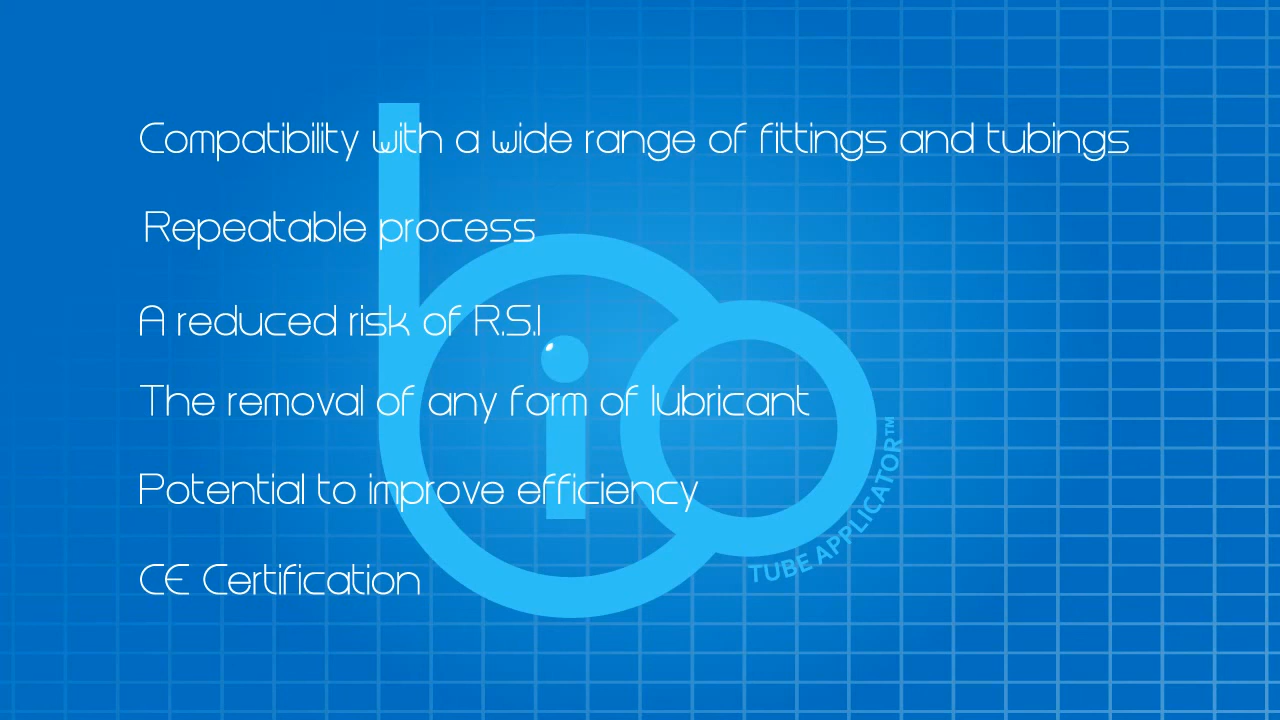 Compatibility with a wide range of fittings and tubings
Repeatable process
A reduced risk of R.S.I
The removal of any form of lubricant
Potential to improve efficiency
CE Certification
bio
TUBE APPLICATOR™